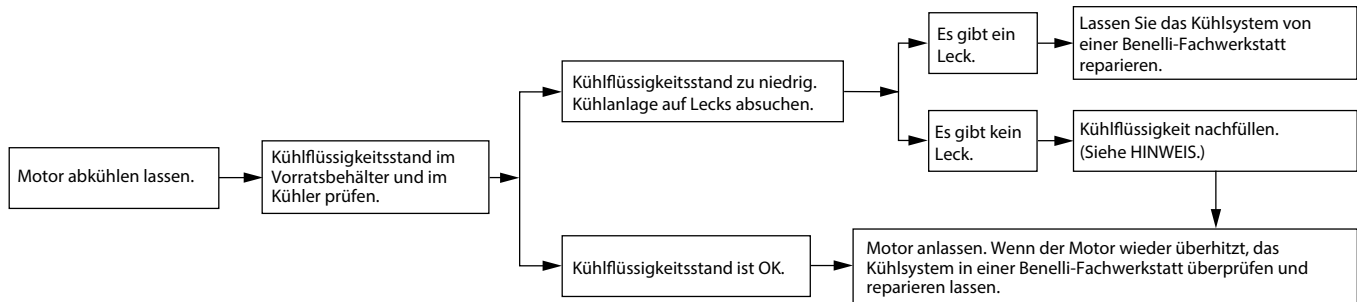 Motor abkühlen lassen.
Kühlflüssigkeitsstand im
Vorratsbehälter und im
Kühler prüfen.
Kühlflüssigkeitsstand zu niedrig.
Kühlanlage auf Lecks absuchen.
Es gibt ein
Leck.
Lassen Sie das Kühlsystem von
einer Benelli-Fachwerkstatt
reparieren.
Es gibt kein
Leck.
Kühlflüssigkeit nachfüllen.
(Siehe HINWEIS.)
Kühlflüssigkeitsstand ist OK.
Motor anlassen. Wenn der Motor wieder überhitzt, das
Kühlsystem in einer Benelli-Fachwerkstatt überprüfen und
reparieren lassen.